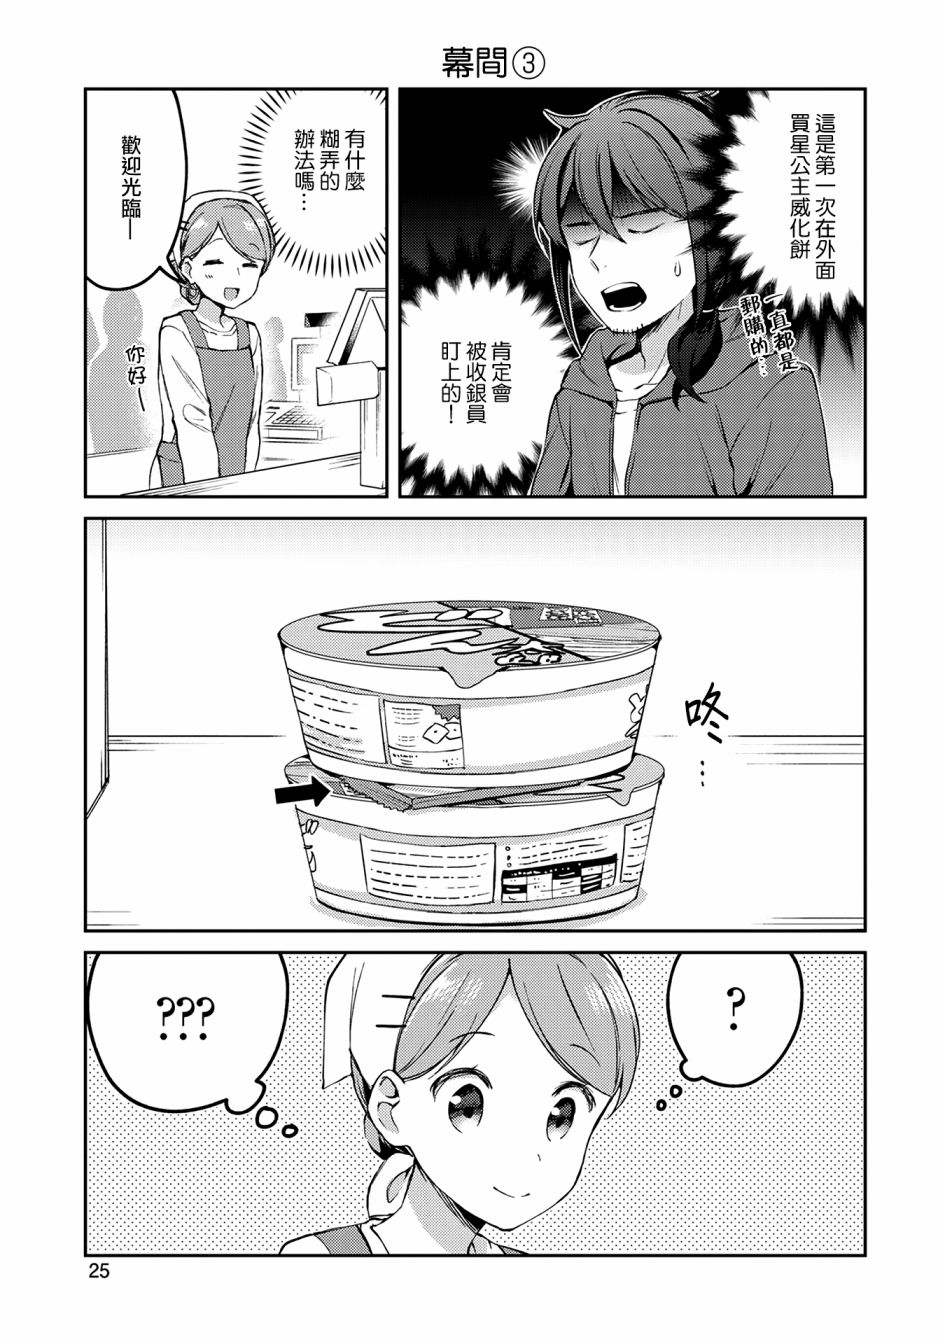 幕間③
這是第一次在外面
買星公主威化餅
一直都是
郵購的…
肯定會
被收銀員
盯上的！
有什麼
糊弄的
辦法嗎…
歡迎光臨—
你好—
咚
…
?
???
25